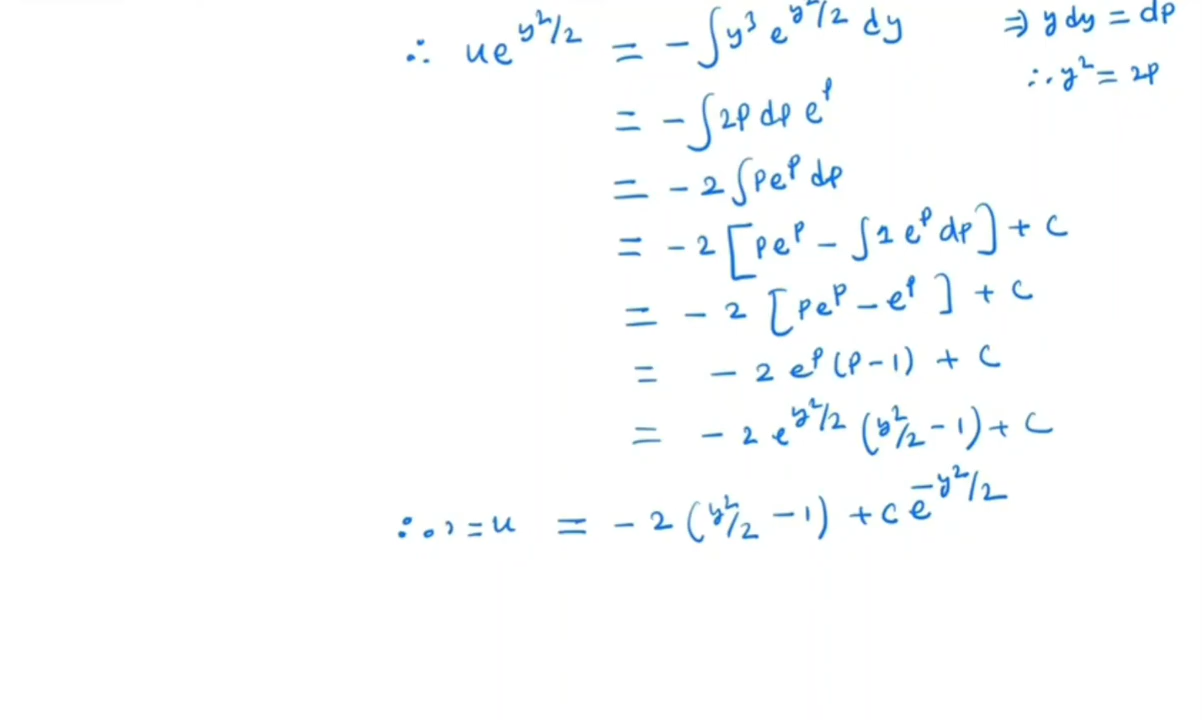 ∴ ue^{y²/2} = - ∫y³ e^{y²/2} dy ⇒ y dy = dp
∴ y² = 2p
= - ∫2p dp e^p
= - 2 ∫pe^p dp
= - 2 [pe^p - ∫1 e^p dp] + c
= - 2 [pe^p - e^p] + c
= - 2 e^p (p-1) + c
= - 2 e^{y²/2} (y²/2 - 1) + c
= u = - 2 (y²/2 - 1) + c e^{-y²/2}